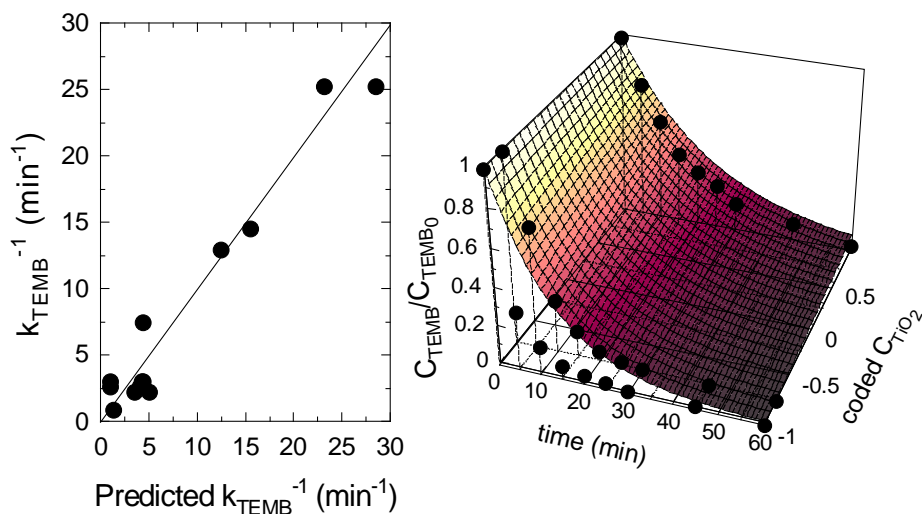 30
25
20
15
10
5
0
0 5 10 15 20 25 30
k_TEMB^-1 (min^-1)
Predicted k_TEMB^-1 (min^-1)
1
0.8
0.6
0.4
0.2
0
C_TEMB/C_TEMB_0
0 10 20 30 40 50 60
time (min)
-1
-0.5
0
0.5
coded C_TiO_2